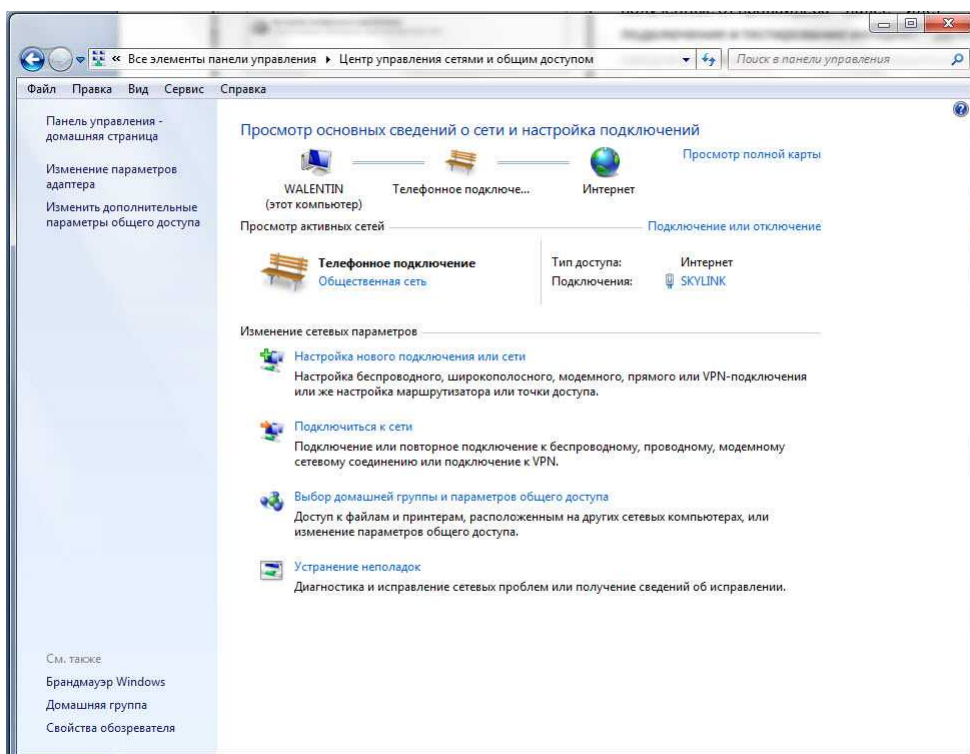 « Все элементы панели управления ▸ Центр управления сетями и общим доступом
Поиск в панели управления
Файл Правка Вид Сервис Справка
Панель управления -
домашняя страница
Изменение параметров
адаптера
Изменить дополнительные
параметры общего доступа
Просмотр основных сведений о сети и настройка подключений
Просмотр полной карты
WALENTIN
(этот компьютер)
Телефонное подключе...
Интернет
Просмотр активных сетей
Подключение или отключение
Телефонное подключение
Общественная сеть
Тип доступа: Интернет
Подключения: SKYLINK
Изменение сетевых параметров
Настройка нового подключения или сети
Настройка беспроводного, широкополосного, модемного, прямого или VPN-подключения
или же настройка маршрутизатора или точки доступа.
Подключиться к сети
Подключение или повторное подключение к беспроводному, проводному, модемному
сетевому соединению или подключение к VPN.
Выбор домашней группы и параметров общего доступа
Доступ к файлам и принтерам, расположенным на других сетевых компьютерах, или
изменение параметров общего доступа.
Устранение неполадок
Диагностика и исправление сетевых проблем или получение сведений об исправлении.
См. также
Брандмауэр Windows
Домашняя группа
Свойства обозревателя